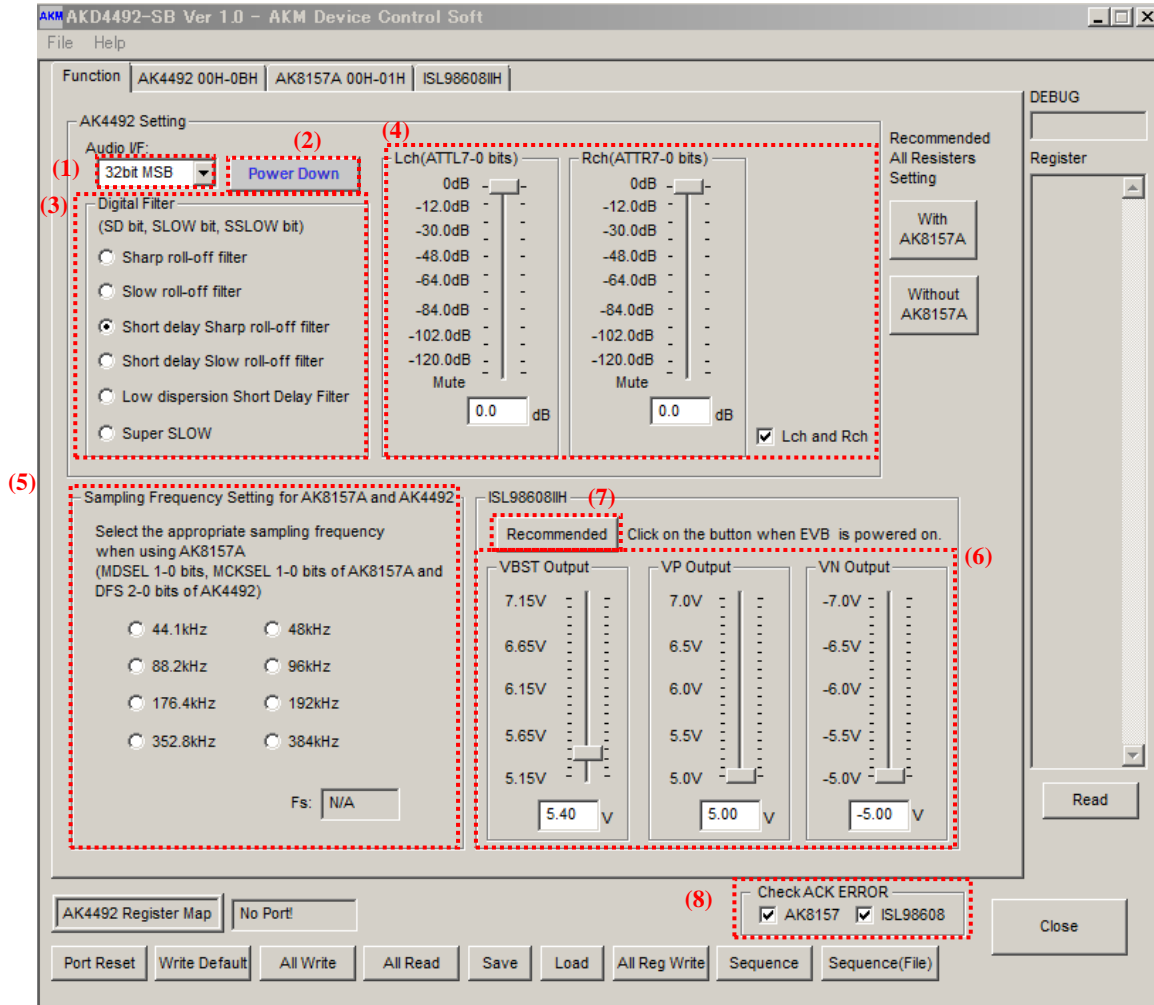 AKM AKD4492-SB Ver 1.0 - AKM Device Control Soft
File Help
Function AK4492 00H-0BH AK8157A 00H-01H ISL98608IIH
AK4492 Setting
Audio I/F:
(1) 32bit MSB
(2)
Power Down
(3)
Digital Filter
(SD bit, SLOW bit, SSLOW bit)
Sharp roll-off filter
Slow roll-off filter
Short delay Sharp roll-off filter
Short delay Slow roll-off filter
Low dispersion Short Delay Filter
Super SLOW
(4)
Lch(ATTL7-0 bits)
0dB
-12.0dB
-30.0dB
-48.0dB
-64.0dB
-84.0dB
-102.0dB
-120.0dB
Mute
0.0 dB
Rch(ATTR7-0 bits)
0dB
-12.0dB
-30.0dB
-48.0dB
-64.0dB
-84.0dB
-102.0dB
-120.0dB
Mute
0.0 dB
Lch and Rch
Recommended
All Resisters
Setting
With
AK8157A
Without
AK8157A
DEBUG
Register
Read
(5)
Sampling Frequency Setting for AK8157A and AK4492
Select the appropriate sampling frequency
when using AK8157A
(MDSEL 1-0 bits, MCKSEL 1-0 bits of AK8157A and
DFS 2-0 bits of AK4492)
44.1kHz 48kHz
88.2kHz 96kHz
176.4kHz 192kHz
352.8kHz 384kHz
Fs: N/A
ISL98608IIH
(7)
Recommended Click on the button when EVB is powered on.
(6)
VBST Output
7.15V
6.65V
6.15V
5.65V
5.15V
5.40 V
VP Output
7.0V
6.5V
6.0V
5.5V
5.0V
5.00 V
VN Output
-7.0V
-6.5V
-6.0V
-5.5V
-5.0V
-5.00 V
(8)
Check ACK ERROR
AK8157 ISL98608
AK4492 Register Map No Port!
Close
Port Reset Write Default All Write All Read Save Load All Reg Write Sequence Sequence(File)